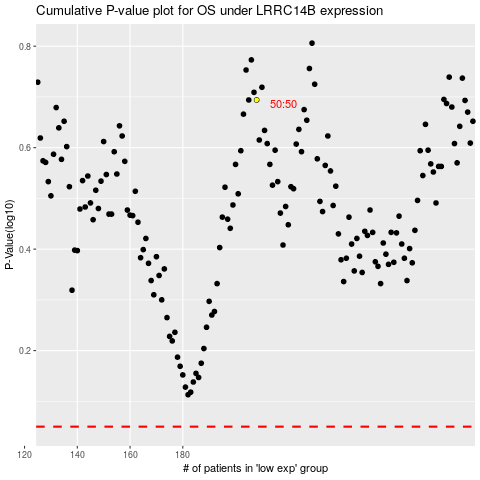 Cumulative P-value plot for OS under LRRC14B expression
0.8
50:50
0.6
P-Value(log10)
0.4
0.2
120 140 160 180
# of patients in 'low exp' group